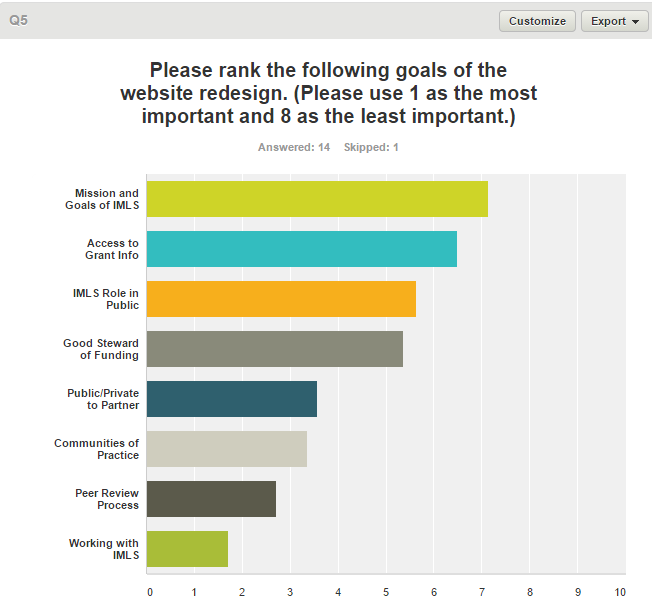 Q5
Customize
Export
Please rank the following goals of the
website redesign. (Please use 1 as the most
important and 8 as the least important.)
Answered: 14 Skipped: 1
Mission and
Goals of IMLS
Access to
Grant Info
IMLS Role in
Public
Good Steward
of Funding
Public/Private
to Partner
Communities of
Practice
Peer Review
Process
Working with
IMLS
0 1 2 3 4 5 6 7 8 9 10